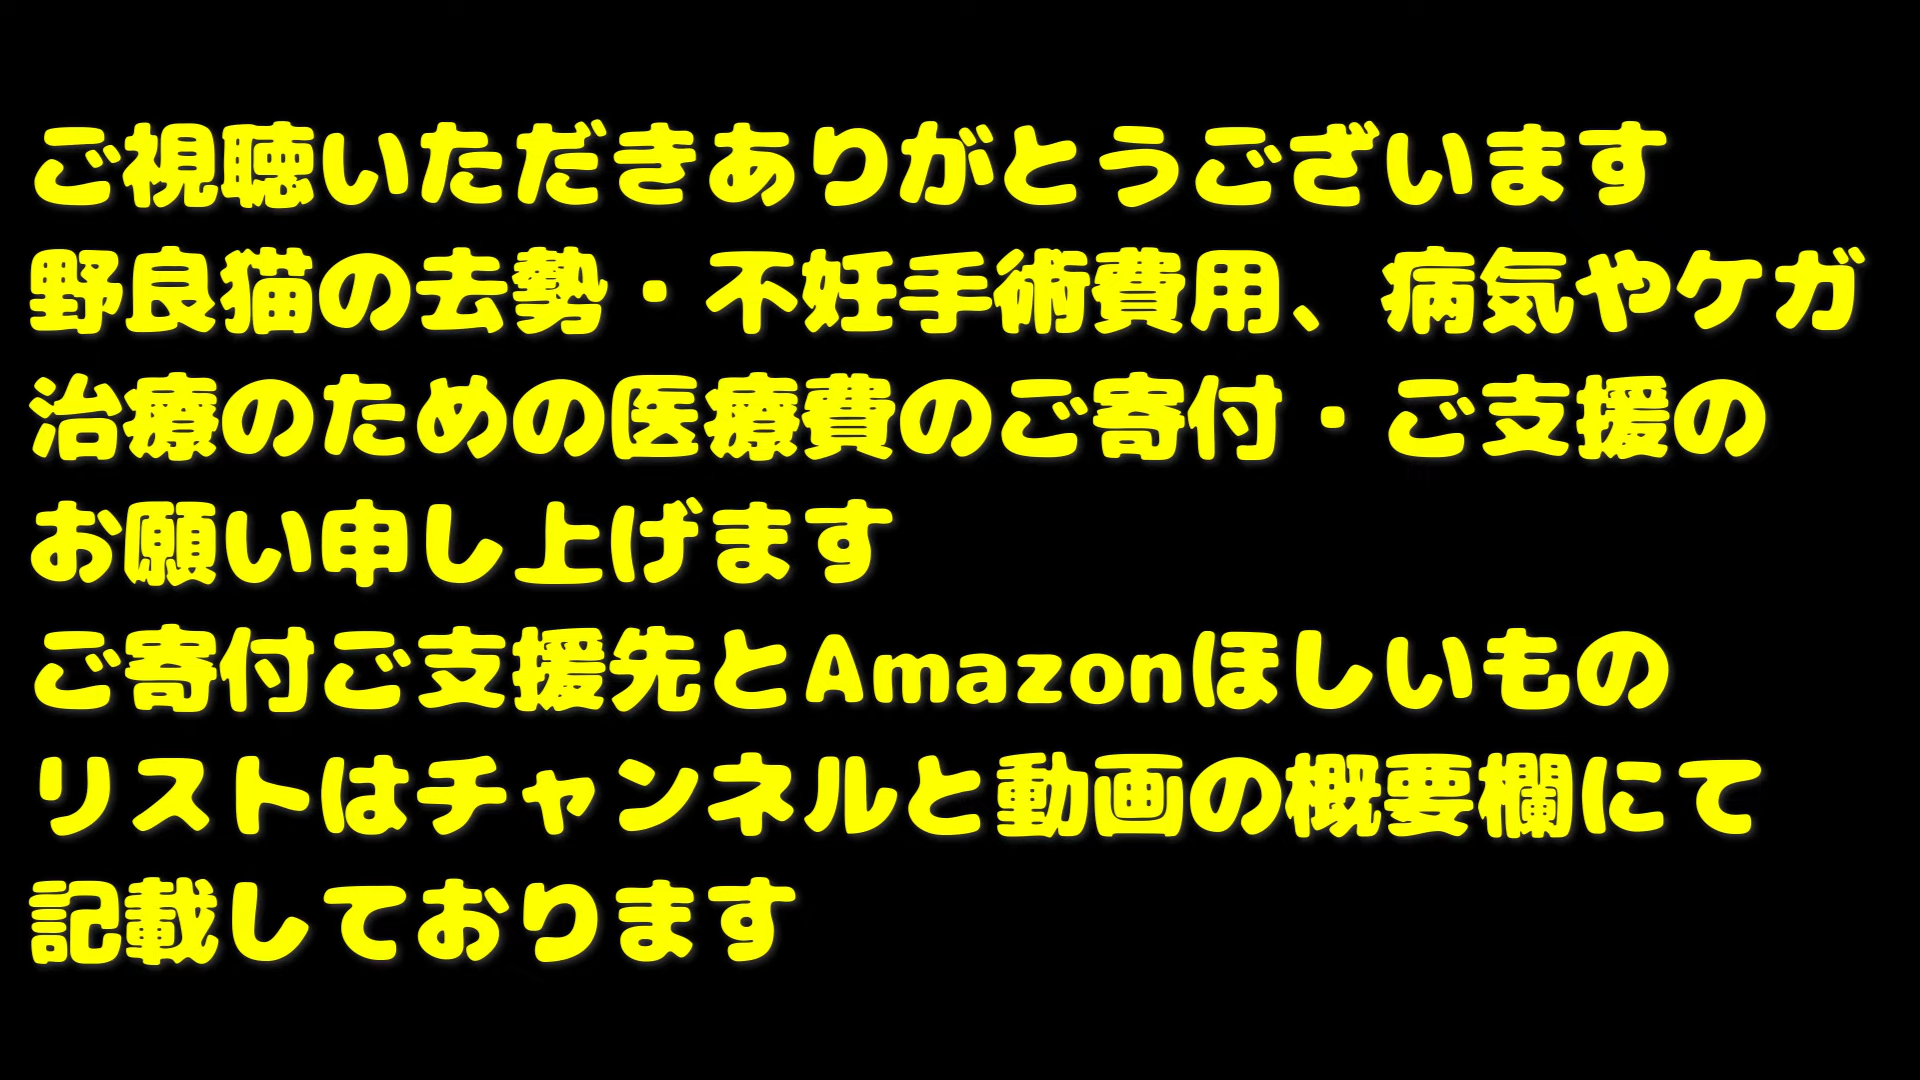 ご視聴いただきありがとうございます
野良猫の去勢・不妊手術費用、病気やケガ
治療のための医療費のご寄付・ご支援の
お願い申し上げます
ご寄付ご支援先とAmazonほしいもの
リストはチャンネルと動画の概要欄にて
記載しております